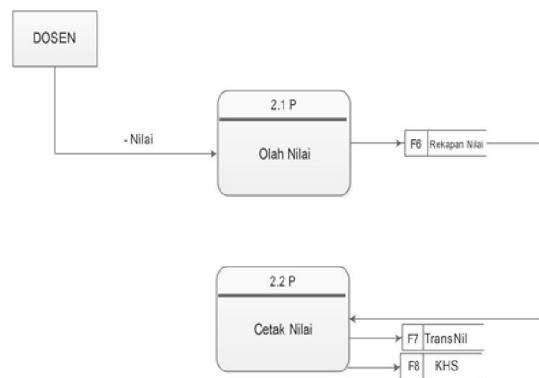 DOSEN
2.1 P
- Nilai
Olah Nilai
F6 Rekapan Nilai
2.2 P
Cetak Nilai
F7 TransNil
F8 KHS